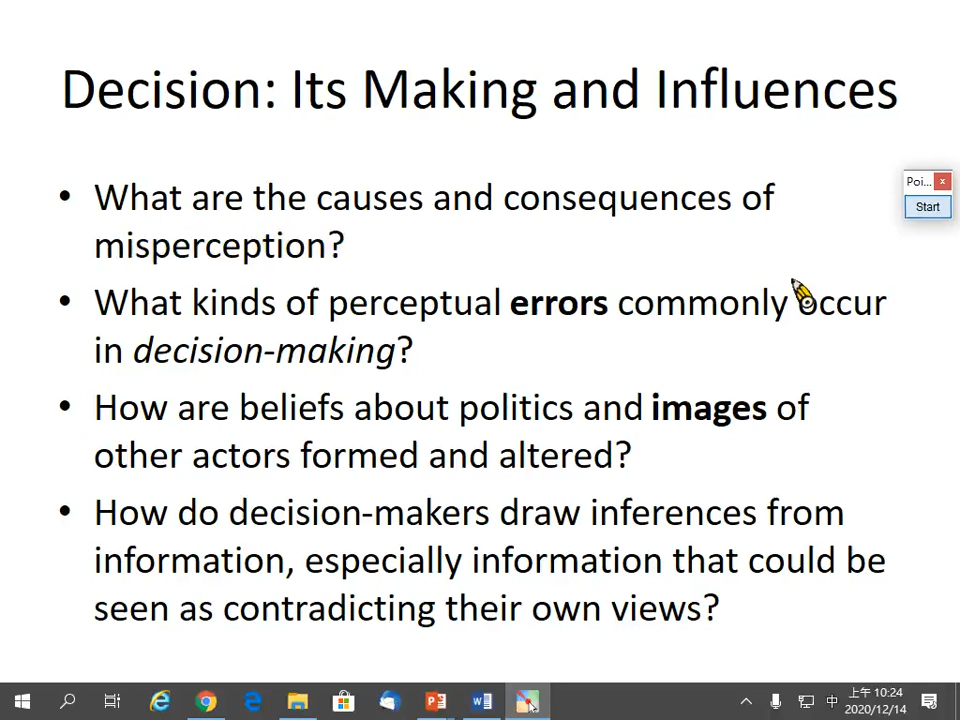 Decision: Its Making and Influences
• What are the causes and consequences of
misperception?
• What kinds of perceptual errors commonly occur
in decision-making?
• How are beliefs about politics and images of
other actors formed and altered?
• How do decision-makers draw inferences from
information, especially information that could be
seen as contradicting their own views?
Poi...
Start
中
上午 10:24
2020/12/14